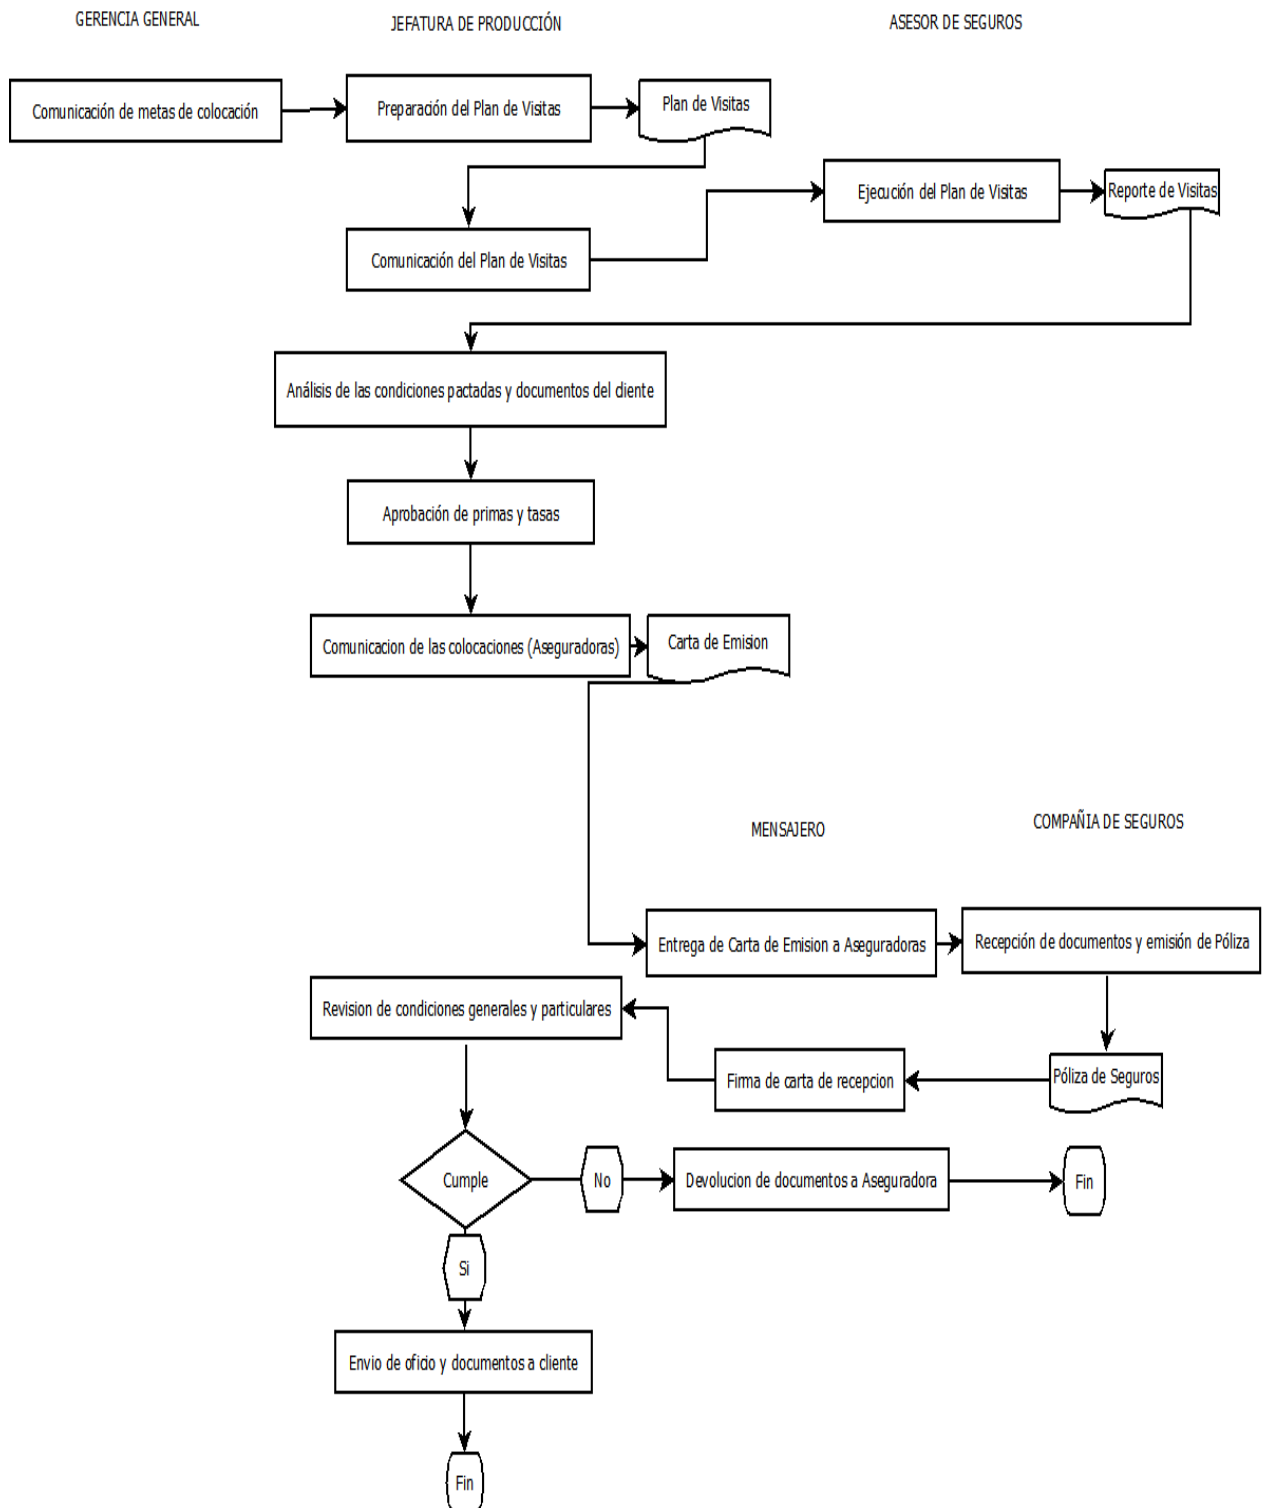 GERENCIA GENERAL
JEFATURA DE PRODUCCIÓN
ASESOR DE SEGUROS
Comunicación de metas de colocación
Preparación del Plan de Visitas
Plan de Visitas
Ejecución del Plan de Visitas
Reporte de Visitas
Comunicación del Plan de Visitas
Análisis de las condiciones pactadas y documentos del cliente
Aprobación de primas y tasas
Comunicacion de las colocaciones (Aseguradoras)
Carta de Emision
MENSAJERO
COMPAÑIA DE SEGUROS
Entrega de Carta de Emision a Aseguradoras
Recepción de documentos y emisión de Póliza
Revision de condiciones generales y particulares
Firma de carta de recepcion
Póliza de Seguros
Cumple
No
Devolucion de documentos a Aseguradora
Fin
Si
Envio de oficio y documentos a cliente
Fin